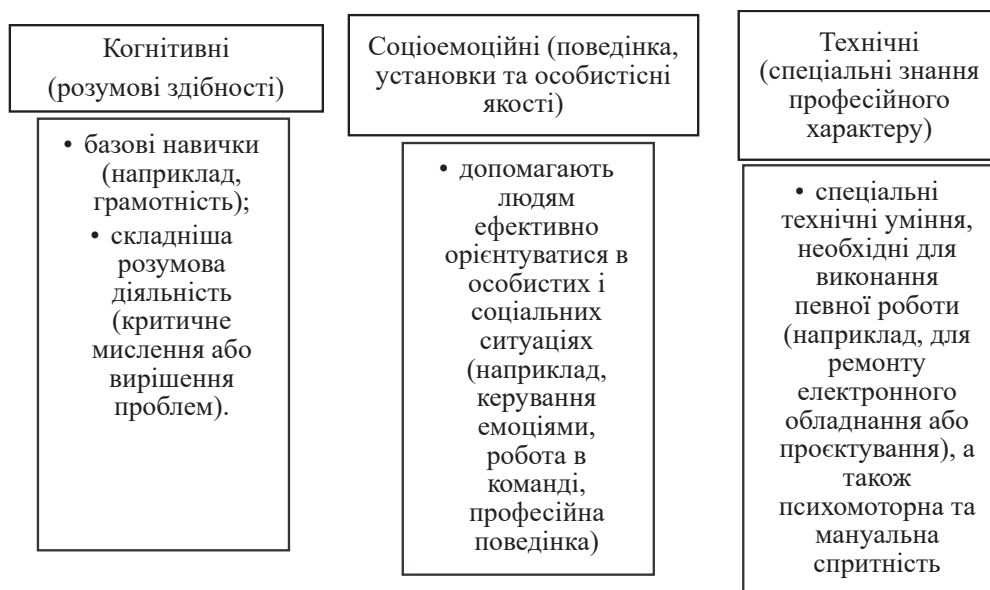 Когнітивні
(розумові здібності)
• базові навички
(наприклад,
грамотність);
• складніша
розумова
діяльність
(критичне
мислення або
вирішення
проблем).
Соціоемоційні (поведінка,
установки та особистісні
якості)
• допомагають
людям
ефективно
орієнтуватися в
особистих і
соціальних
ситуаціях
(наприклад,
керування
емоціями,
робота в
команді,
професійна
поведінка)
Технічні
(спеціальні знання
професійного
характеру)
• спеціальні
технічні уміння,
необхідні для
виконання
певної роботи
(наприклад, для
ремонту
електронного
обладнання або
проєктування), а
також
психомоторна та
мануальна
спритність